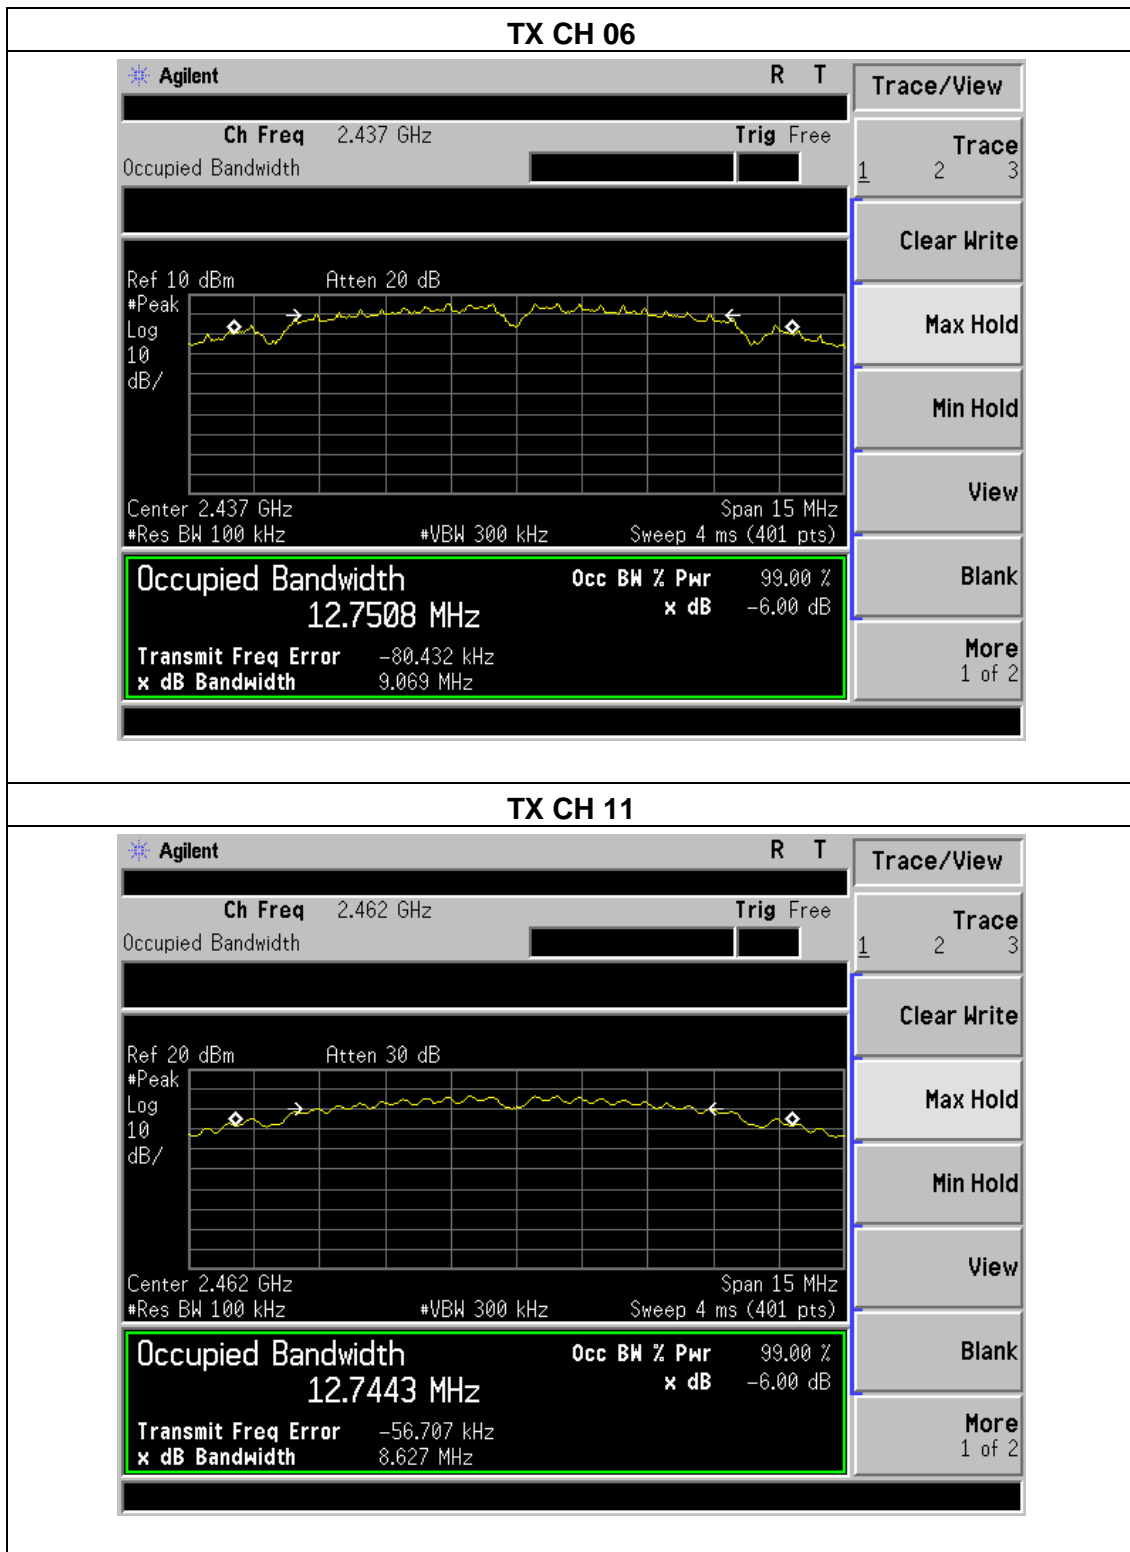 TX CH 06
Agilent R T
Trace/View
Ch Freq 2.437 GHz Trig Free
Occupied Bandwidth
Trace
1 2 3
Clear Write
Ref 10 dBm Atten 20 dB
#Peak
Log
10
dB/
Max Hold
Min Hold
View
Center 2.437 GHz Span 15 MHz
#Res BW 100 kHz #VBW 300 kHz Sweep 4 ms (401 pts)
Occupied Bandwidth Occ BW % Pwr 99.00 %
12.7508 MHz x dB -6.00 dB
Blank
Transmit Freq Error -80.432 kHz
x dB Bandwidth 9.069 MHz
More
1 of 2
TX CH 11
Agilent R T
Trace/View
Ch Freq 2.462 GHz Trig Free
Occupied Bandwidth
Trace
1 2 3
Clear Write
Ref 20 dBm Atten 30 dB
#Peak
Log
10
dB/
Max Hold
Min Hold
View
Center 2.462 GHz Span 15 MHz
#Res BW 100 kHz #VBW 300 kHz Sweep 4 ms (401 pts)
Occupied Bandwidth Occ BW % Pwr 99.00 %
12.7443 MHz x dB -6.00 dB
Blank
Transmit Freq Error -56.707 kHz
x dB Bandwidth 8.627 MHz
More
1 of 2